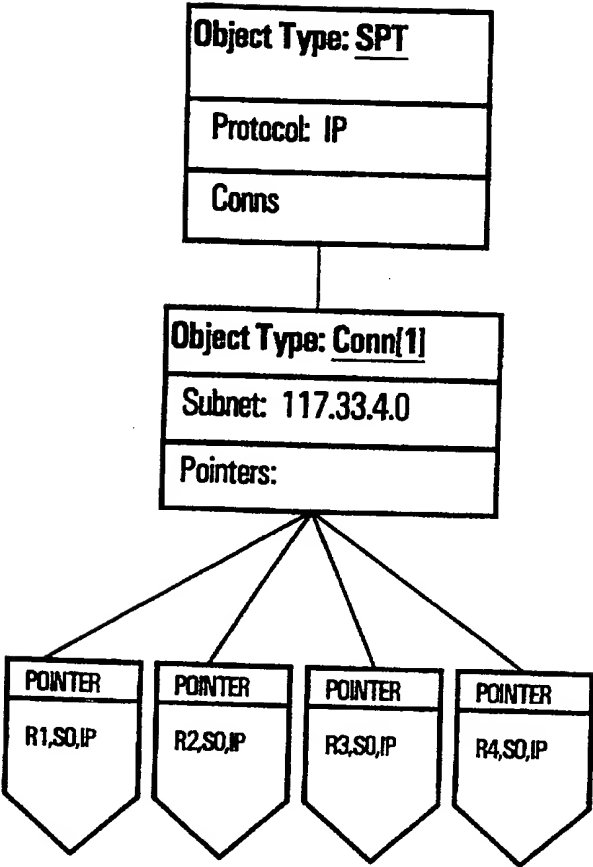 Object Type: SPT
Protocol: IP
Conns
Object Type: Conn[1]
Subnet: 117.33.4.0
Pointers:
POINTER
R1,S0,IP
POINTER
R2,S0,IP
POINTER
R3,S0,IP
POINTER
R4,S0,IP